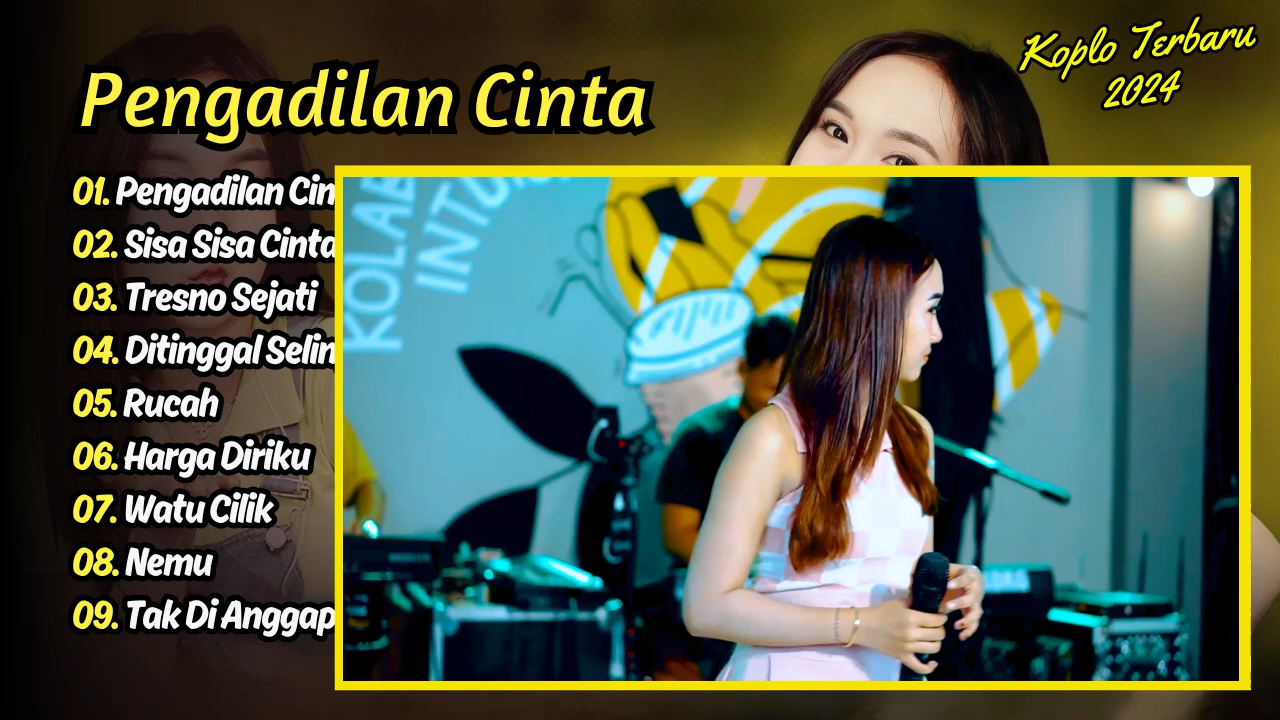 Koplo Terbaru
2024
Pengadilan Cinta
01. Pengadilan Cin
02. Sisa Sisa Cinta
03. Tresno Sejati
04. Ditinggal Selin
05. Rucah
06. Harga Diriku
07. Watu Cilik
08. Nemu
09. Tak Di Anggap
KOLAB